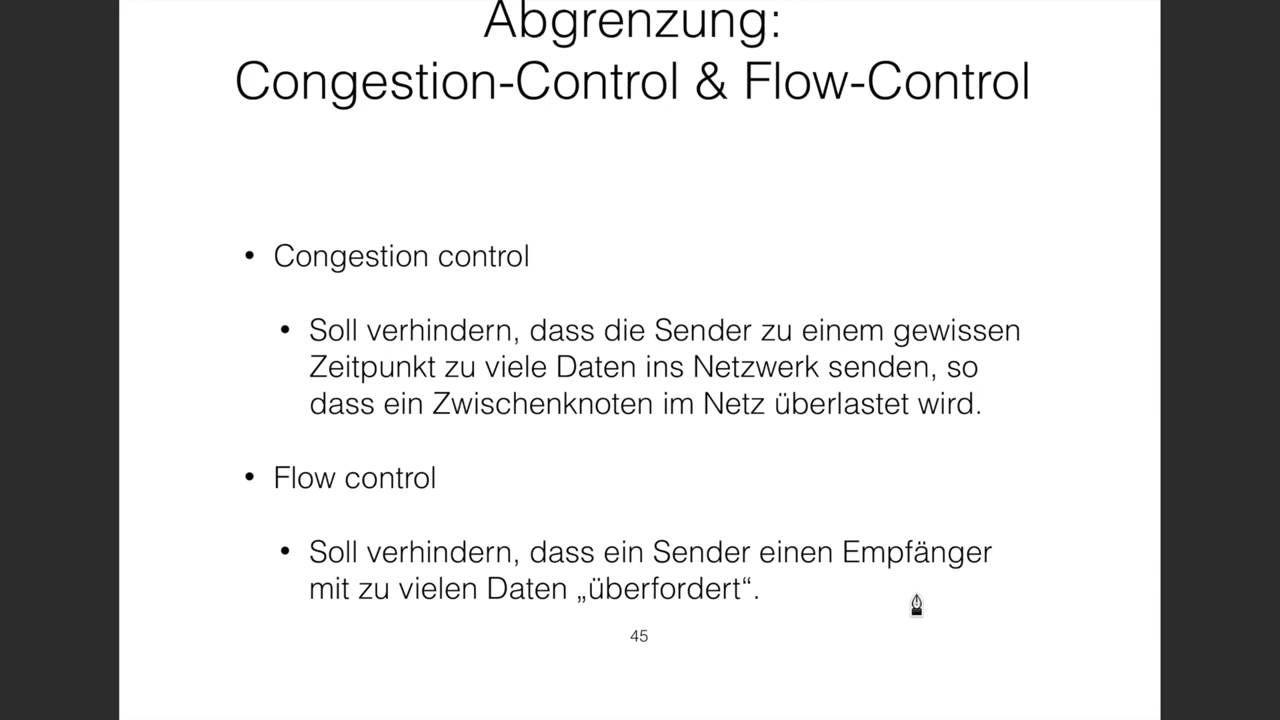 Abgrenzung:
Congestion-Control & Flow-Control
• Congestion control
• Soll verhindern, dass die Sender zu einem gewissen
Zeitpunkt zu viele Daten ins Netzwerk senden, so
dass ein Zwischenknoten im Netz überlastet wird.
• Flow control
• Soll verhindern, dass ein Sender einen Empfänger
mit zu vielen Daten „überfordert“.
45